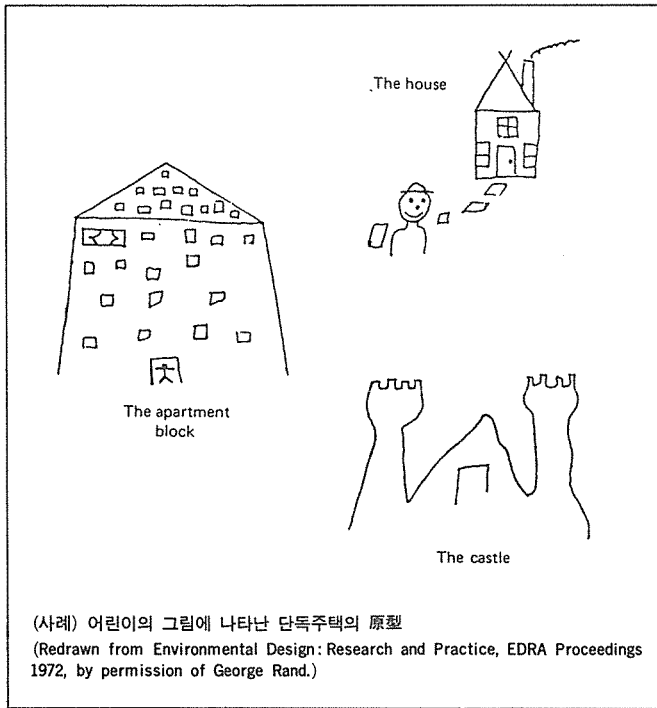 The house
The apartment
block
The castle
(사례) 어린이의 그림에 나타난 단독주택의 原型
(Redrawn from Environmental Design: Research and Practice, EDRA Proceedings
1972, by permission of George Rand.)